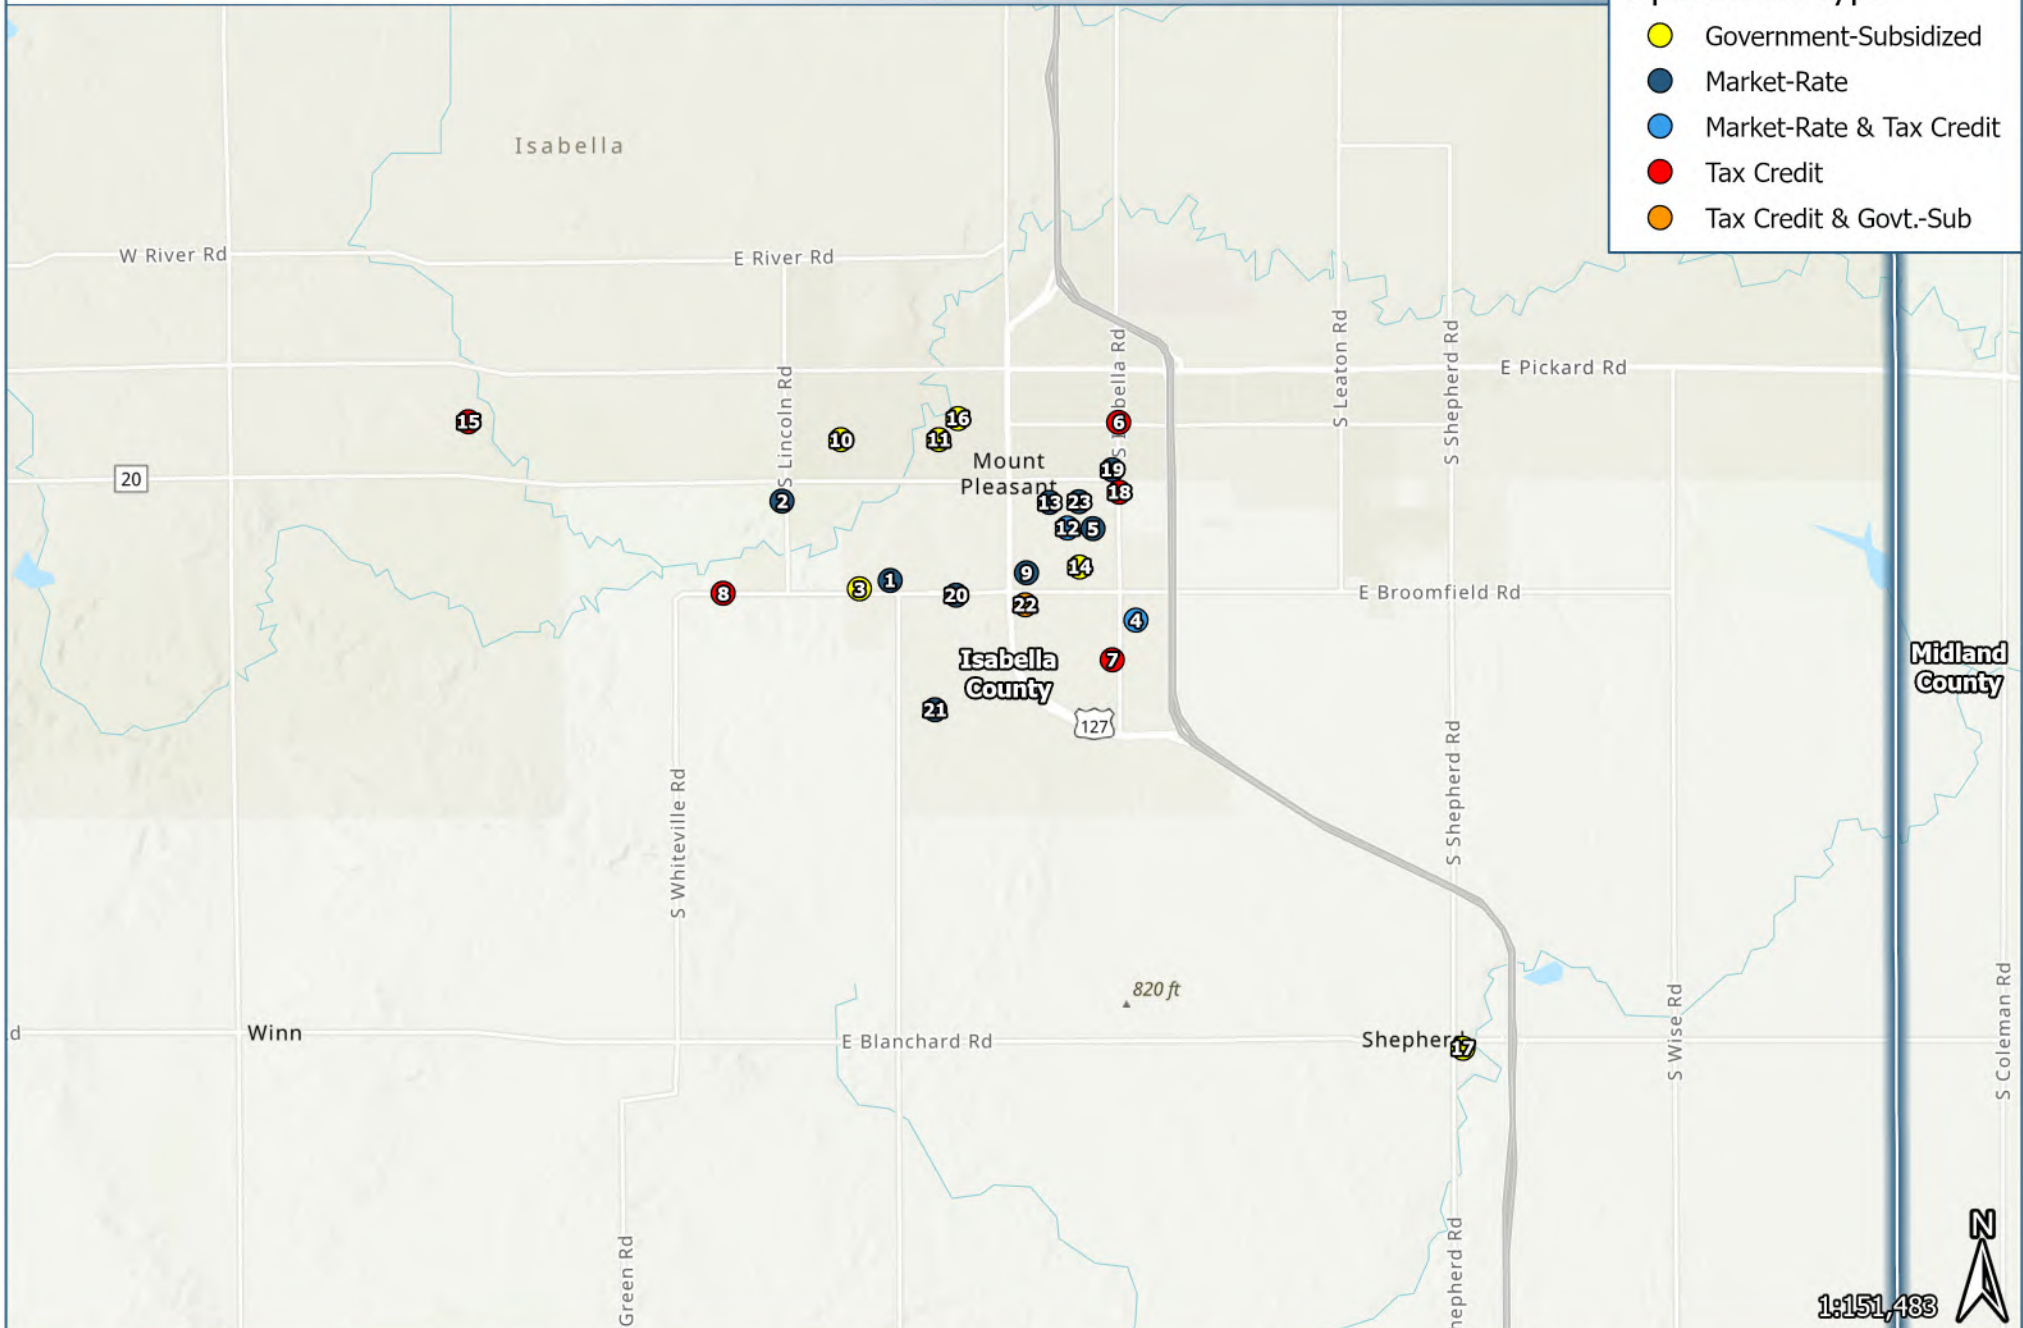 Government-Subsidized
Market-Rate
Market-Rate & Tax Credit
Tax Credit
Tax Credit & Govt.-Sub
Isabella
W River Rd
E River Rd
S Lincoln Rd
S Leaton Rd
S Shepherd Rd
E Pickard Rd
15
10
16
11
6
Mount
Pleasant
20
19
18
2
13
23
12
5
14
9
1
3
8
20
22
4
E Broomfield Rd
Isabella
County
7
Midland
County
21
127
S Whiteville Rd
S Shepherd Rd
820 ft
Winn
E Blanchard Rd
17
S Wise Rd
S Coleman Rd
Green Rd
1:151,483
N